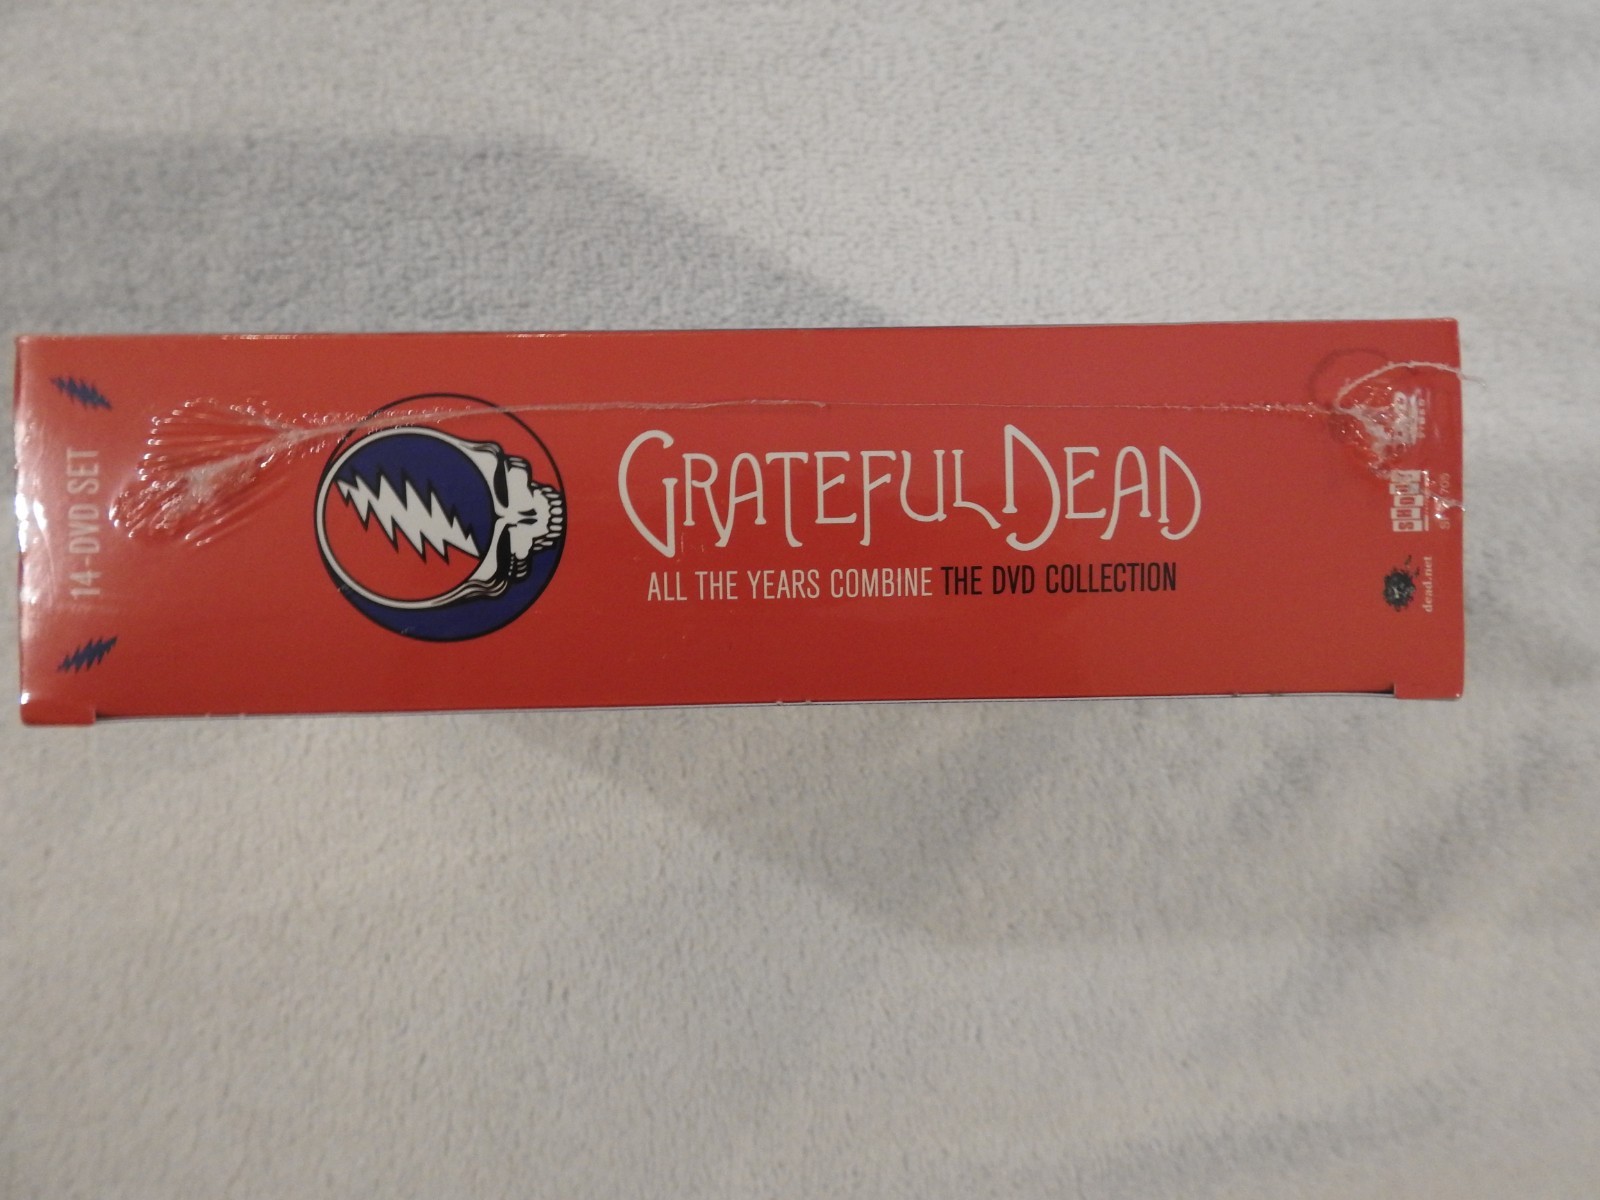 14-DVD SET
GRATEFUL DEAD
ALL THE YEARS COMBINE THE DVD COLLECTION
dead.net